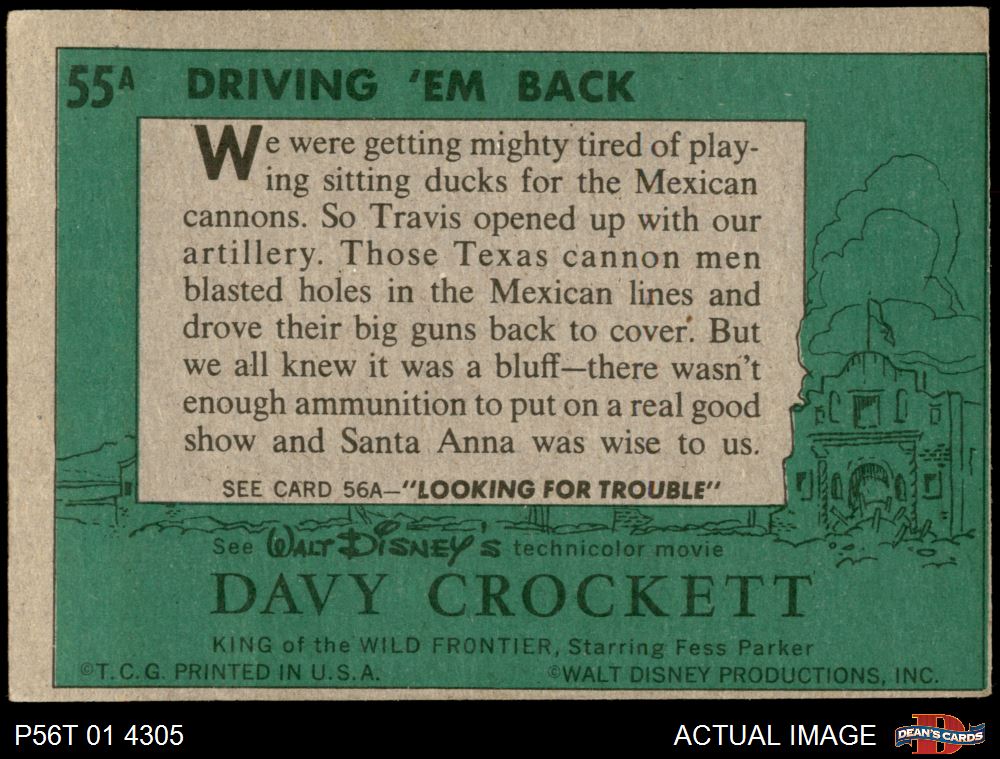 55A DRIVING 'EM BACK
We were getting mighty tired of play-
ing sitting ducks for the Mexican
cannons. So Travis opened up with our
artillery. Those Texas cannon men
blasted holes in the Mexican lines and
drove their big guns back to cover. But
we all knew it was a bluff—there wasn't
enough ammunition to put on a real good
show and Santa Anna was wise to us.
SEE CARD 56A—"LOOKING FOR TROUBLE"
See WALT DISNEY'S technicolor movie
DAVY CROCKETT
KING of the WILD FRONTIER, Starring Fess Parker
©T.C.G. PRINTED IN U.S.A. ©WALT DISNEY PRODUCTIONS, INC.
P56T 01 4305 ACTUAL IMAGE D DEAN'S CARDS